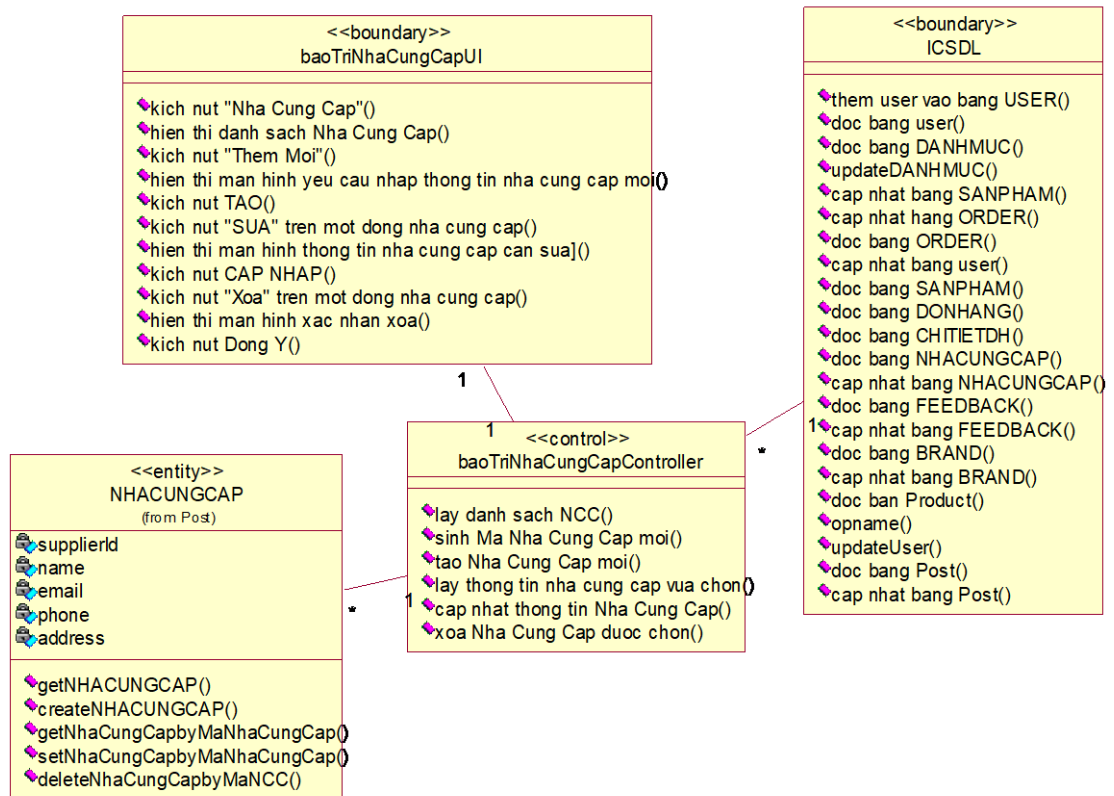 <<boundary>>
baoTriNhaCungCapUI
kich nut "Nha Cung Cap"()
hien thi danh sach Nha Cung Cap()
kich nut "Them Moi"()
hien thi man hinh yeu cau nhap thong tin nha cung cap moi()
kich nut TAO()
kich nut "SUA" tren mot dong nha cung cap()
hien thi man hinh thong tin nha cung cap can sua]()
kich nut CAP NHAP()
kich nut "Xoa" tren mot dong nha cung cap()
hien thi man hinh xac nhan xoa()
kich nut Dong Y()
<<boundary>>
ICSDL
them user vao bang USER()
doc bang user()
doc bang DANHMUC()
updateDANHMUC()
cap nhat bang SANPHAM()
cap nhat hang ORDER()
doc bang ORDER()
cap nhat bang user()
doc bang SANPHAM()
doc bang DONHANG()
doc bang CHITIETDH()
doc bang NHACUNGCAP()
cap nhat bang NHACUNGCAP()
doc bang FEEDBACK()
cap nhat bang FEEDBACK()
doc bang BRAND()
cap nhat bang BRAND()
doc ban Product()
opname()
updateUser()
doc bang Post()
cap nhat bang Post()
1
1
1
*
<<control>>
baoTriNhaCungCapController
lay danh sach NCC()
sinh Ma Nha Cung Cap moi()
tao Nha Cung Cap moi()
lay thong tin nha cung cap vua chon()
cap nhat thong tin Nha Cung Cap()
xoa Nha Cung Cap duoc chon()
1
*
<<entity>>
NHACUNGCAP
(from Post)
supplierId
name
email
phone
address
getNHACUNGCAP()
createNHACUNGCAP()
getNhaCungCapbyMaNhaCungCap()
setNhaCungCapbyMaNhaCungCap()
deleteNhaCungCapbyMaNCC()